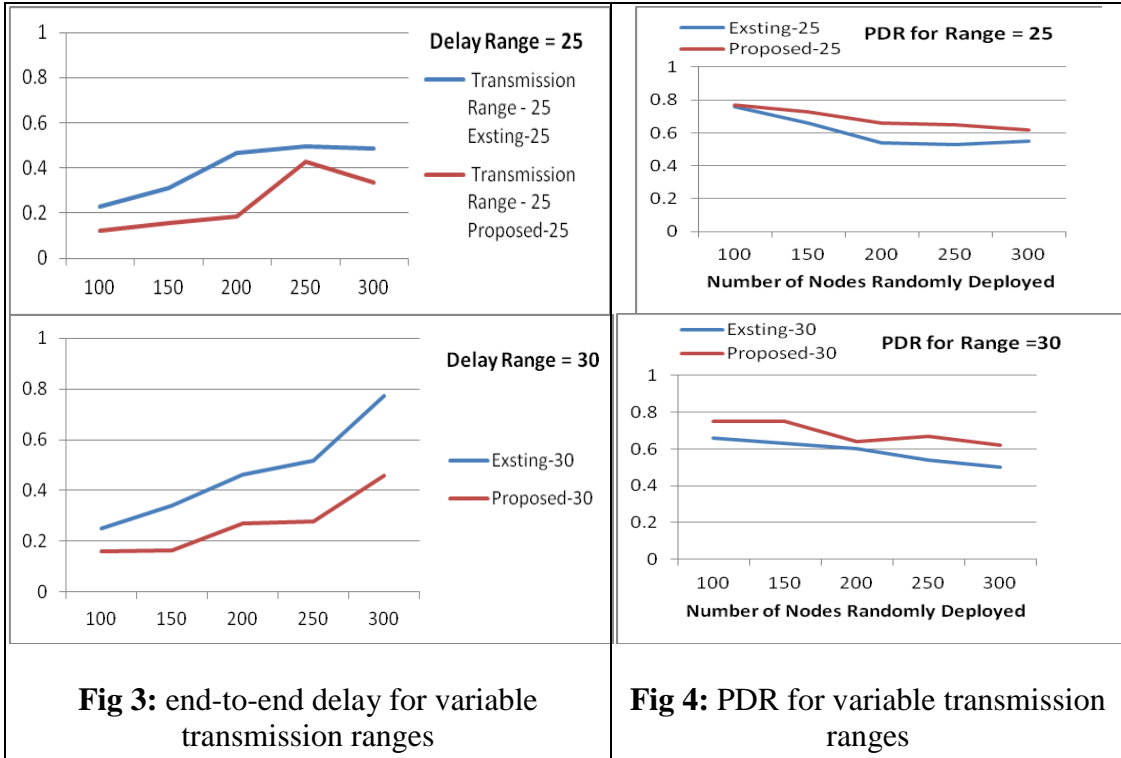 Delay Range = 25
1
0.8
0.6
0.4
0.2
0
100 150 200 250 300
Transmission
Range - 25
Exsting-25
Transmission
Range - 25
Proposed-25
Exsting-25
Proposed-25
PDR for Range = 25
1
0.8
0.6
0.4
0.2
0
100 150 200 250 300
Number of Nodes Randomly Deployed
Delay Range = 30
1
0.8
0.6
0.4
0.2
0
100 150 200 250 300
Exsting-30
Proposed-30
Exsting-30
Proposed-30
PDR for Range =30
1
0.8
0.6
0.4
0.2
0
100 150 200 250 300
Number of Nodes Randomly Deployed
Fig 3: end-to-end delay for variable
transmission ranges
Fig 4: PDR for variable transmission
ranges